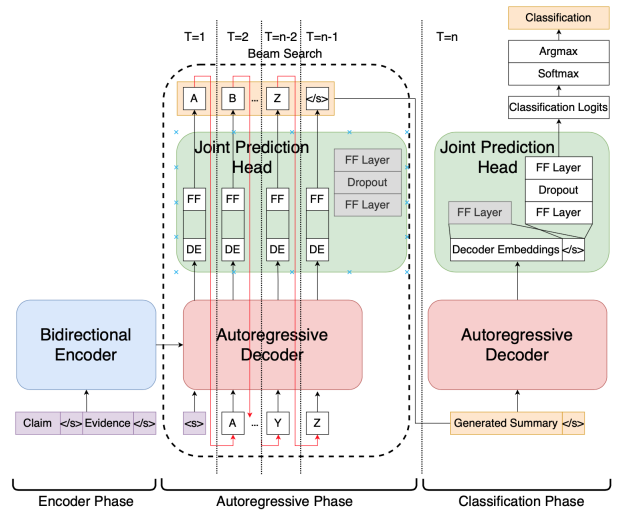 T=1 T=2 T=n-2 T=n-1 T=n
Beam Search
Classification
Argmax
Softmax
Classification Logits
A B ... Z </s>
Joint Prediction
Head
FF Layer
Dropout
FF Layer
FF FF FF FF
DE DE DE DE
Joint Prediction
Head
FF Layer
Dropout
FF Layer
FF Layer
Decoder Embeddings </s>
Bidirectional
Encoder
Autoregressive
Decoder
Autoregressive
Decoder
Claim </s> Evidence </s>
<s> A ... Y Z
Generated Summary </s>
Encoder Phase
Autoregressive Phase
Classification Phase